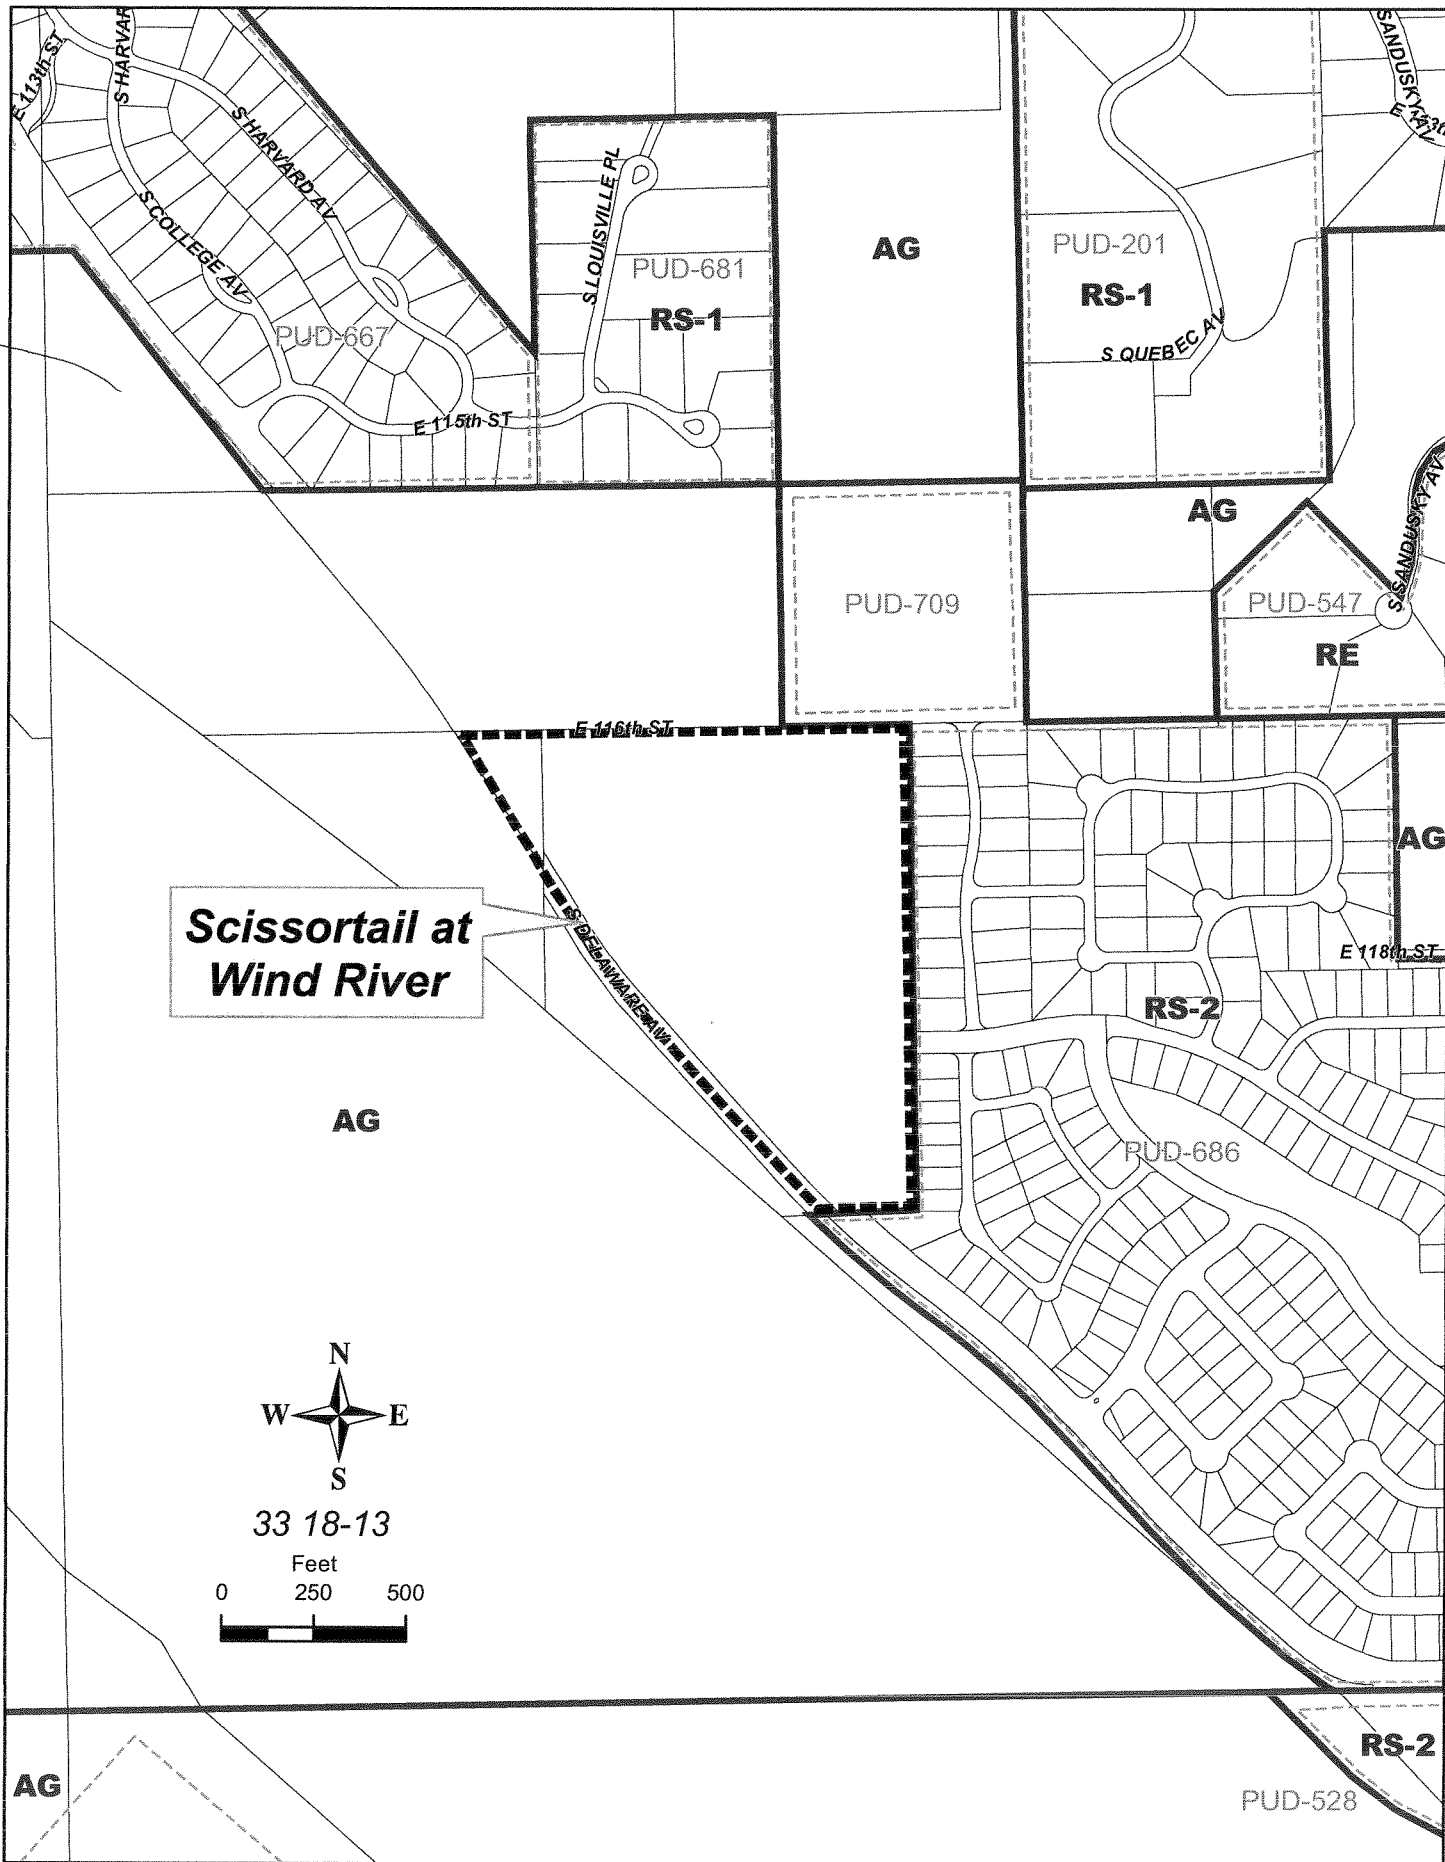 E 113th ST
S HARVAR
SANDUSKY AV
E
3th
S HARVARD AV
S LOUISVILLE PL
S COLLEGE AV
PUD-667
PUD-681
RS-1
AG
PUD-201
RS-1
S QUEBEC AV
E 115th ST
S SANDUSKY AV
AG
PUD-709
PUD-547
RE
E 116th ST
AG
Scissortail at
Wind River
S DELAWARE AV
E 118th ST
RS-2
AG
PUD-686
N
W E
S
33 18-13
Feet
0 250 500
RS-2
AG
PUD-528